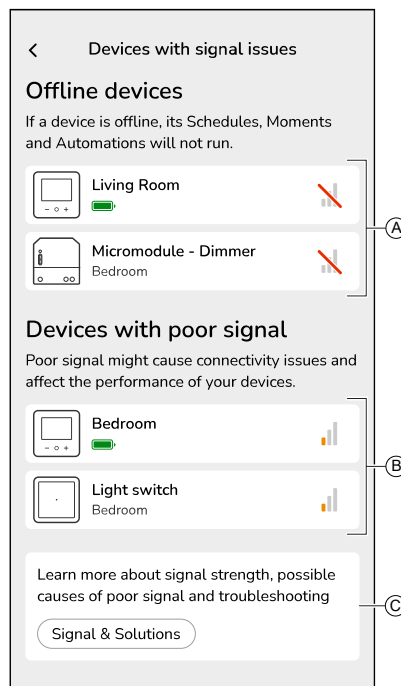 Devices with signal issues
Offline devices
If a device is offline, its Schedules, Moments
and Automations will not run.
Living Room
Micromodule - Dimmer
Bedroom
A
Devices with poor signal
Poor signal might cause connectivity issues and
affect the performance of your devices.
Bedroom
Light switch
Bedroom
B
Learn more about signal strength, possible
causes of poor signal and troubleshooting
Signal & Solutions
C